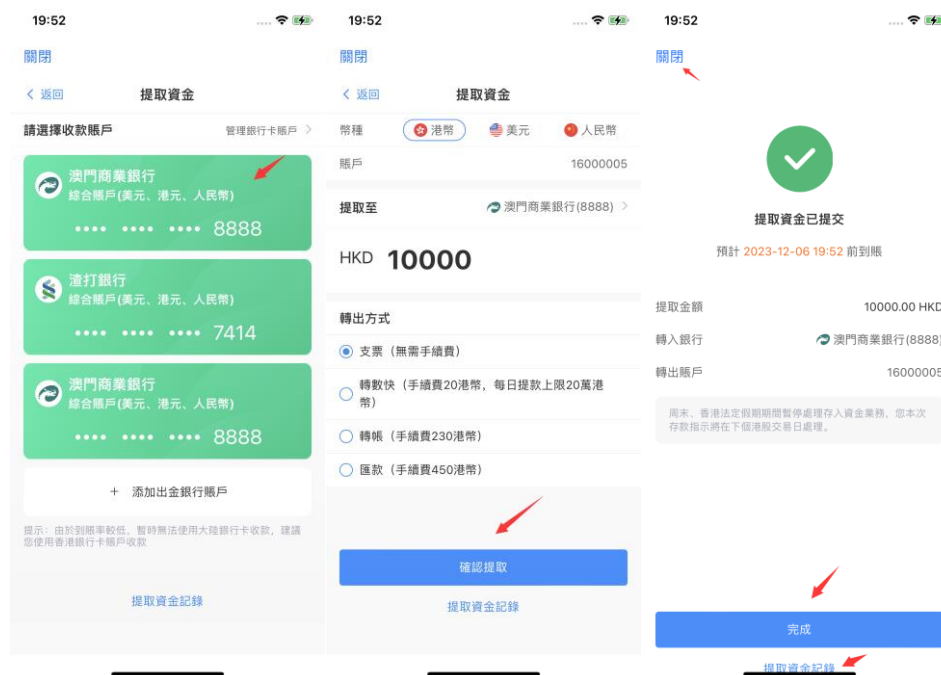 19:52
關閉
返回
提取資金
請選擇收款賬戶
管理銀行卡賬戶
澳門商業銀行
綜合賬戶(美元、港元、人民幣)
•••• •••• •••• 8888
渣打銀行
綜合賬戶(美元、港元、人民幣)
•••• •••• •••• 7414
澳門商業銀行
綜合賬戶(美元、港元、人民幣)
•••• •••• •••• 8888
+ 添加出金銀行賬戶
提示：由於到賬率較低，暫時無法使用大陸銀行卡收款，建議
您使用香港銀行卡賬戶收款
提取資金記錄
19:52
關閉
返回
提取資金
幣種 港幣 美元 人民幣
賬戶 16000005
提取至 澳門商業銀行(8888)
HKD 10000
轉出方式
支票（無需手續費）
轉數快（手續費20港幣，每日提款上限20萬港
幣）
轉帳（手續費230港幣）
匯款（手續費450港幣）
確認提取
提取資金記錄
19:52
關閉
提取資金已提交
預計 2023-12-06 19:52 前到賬
提取金額 10000.00 HKD
轉入銀行 澳門商業銀行(8888)
轉出賬戶 16000005
周末、香港法定假期期間暫停處理存入資金業務，您本次
存款指示將在下個港股交易日處理。
完成
提取資金記錄